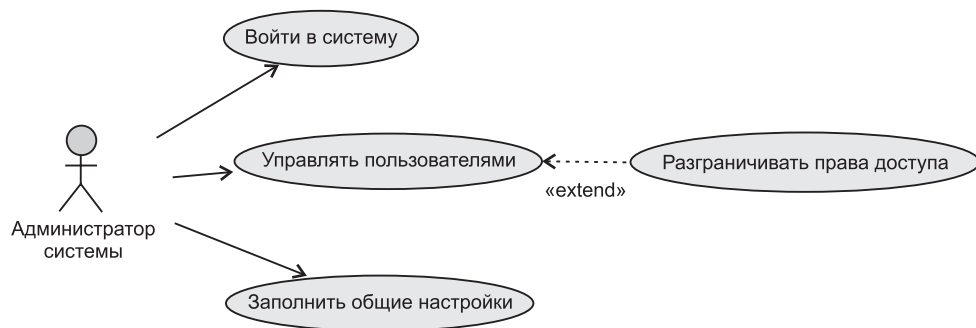 Войти в систему
Управлять пользователями
Разграничивать права доступа
«extend»
Администратор
системы
Заполнить общие настройки